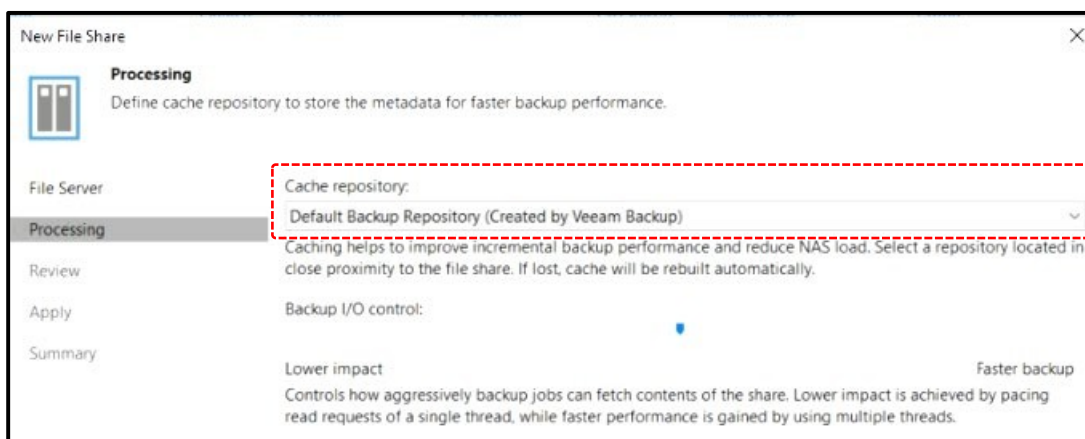 New File Share
Processing
Define cache repository to store the metadata for faster backup performance.
File Server
Processing
Review
Apply
Summary
Cache repository:
Default Backup Repository (Created by Veeam Backup)
Caching helps to improve incremental backup performance and reduce NAS load. Select a repository located in
close proximity to the file share. If lost, cache will be rebuilt automatically.
Backup I/O control:
Lower impact
Faster backup
Controls how aggressively backup jobs can fetch contents of the share. Lower impact is achieved by pacing
read requests of a single thread, while faster performance is gained by using multiple threads.